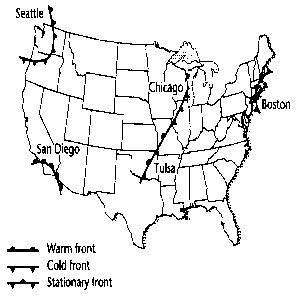 Seattle
Chicago
Boston
San Diego
Tulsa
Warm front
Cold front
Stationary front